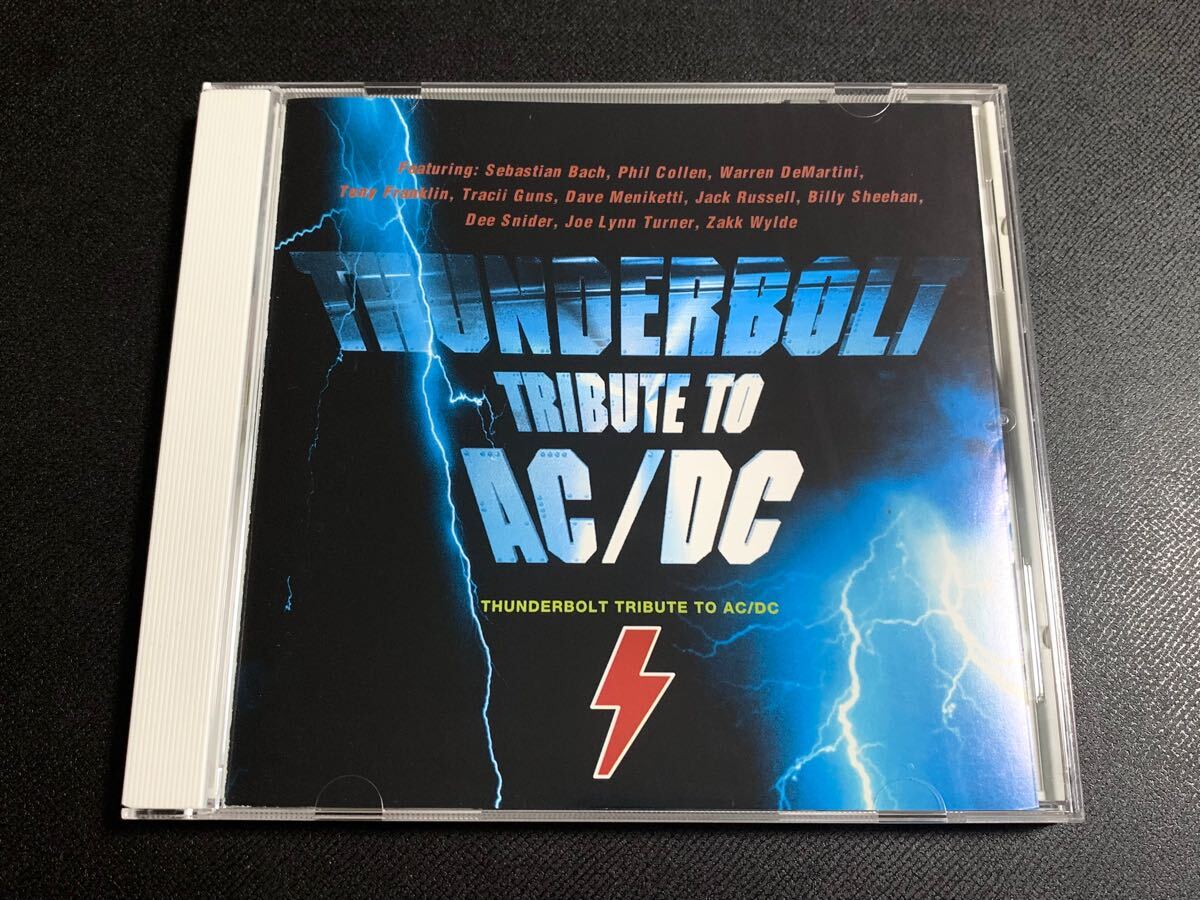 Featuring: Sebastian Bach, Phil Collen, Warren DeMartini,
Tony Franklin, Tracii Guns, Dave Meniketti, Jack Russell, Billy Sheehan,
Dee Snider, Joe Lynn Turner, Zakk Wylde
THUNDERBOLT
TRIBUTE TO
AC/DC
THUNDERBOLT TRIBUTE TO AC/DC